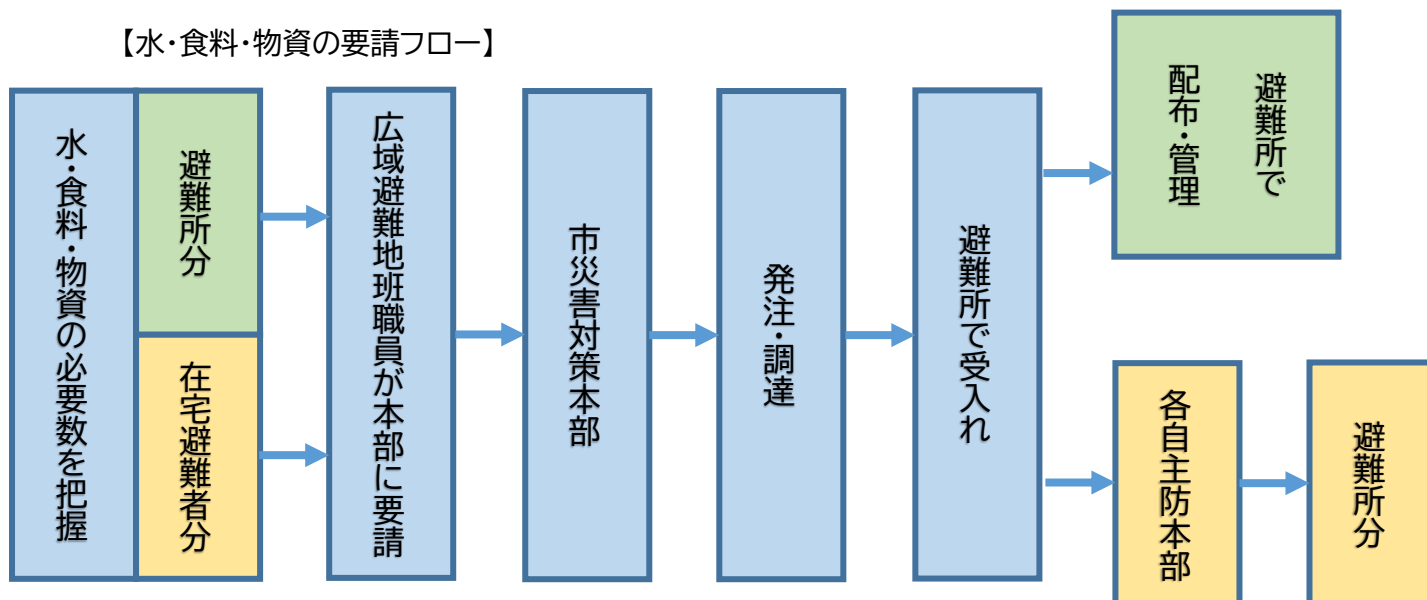 【水・食料・物資の要請フロー】
水・食料・物資の必要数を把握
避難所分
在宅避難者分
広域避難地班職員が本部に要請
市災害対策本部
発注・調達
避難所で受入れ
避難所で
配布・管理
各自主防本部
避難所分